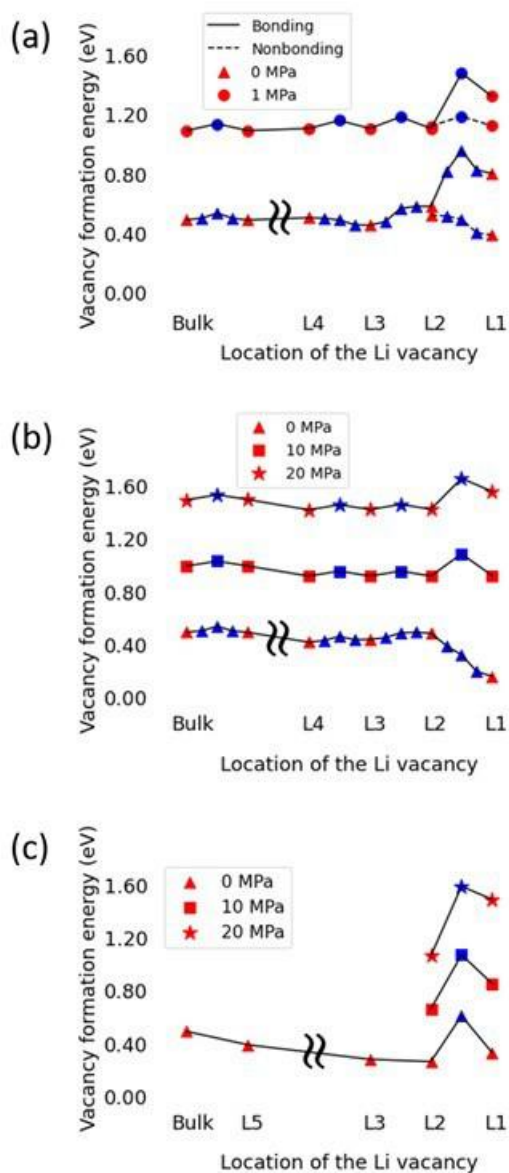 (a)
Vacancy formation energy (eV)
1.60
1.20
0.80
0.40
0.00
Bonding
Nonbonding
0 MPa
1 MPa
Bulk L4 L3 L2 L1
Location of the Li vacancy
(b)
Vacancy formation energy (eV)
1.60
1.20
0.80
0.40
0.00
0 MPa
10 MPa
20 MPa
Bulk L4 L3 L2 L1
Location of the Li vacancy
(c)
Vacancy formation energy (eV)
1.60
1.20
0.80
0.40
0.00
0 MPa
10 MPa
20 MPa
Bulk L5 L3 L2 L1
Location of the Li vacancy